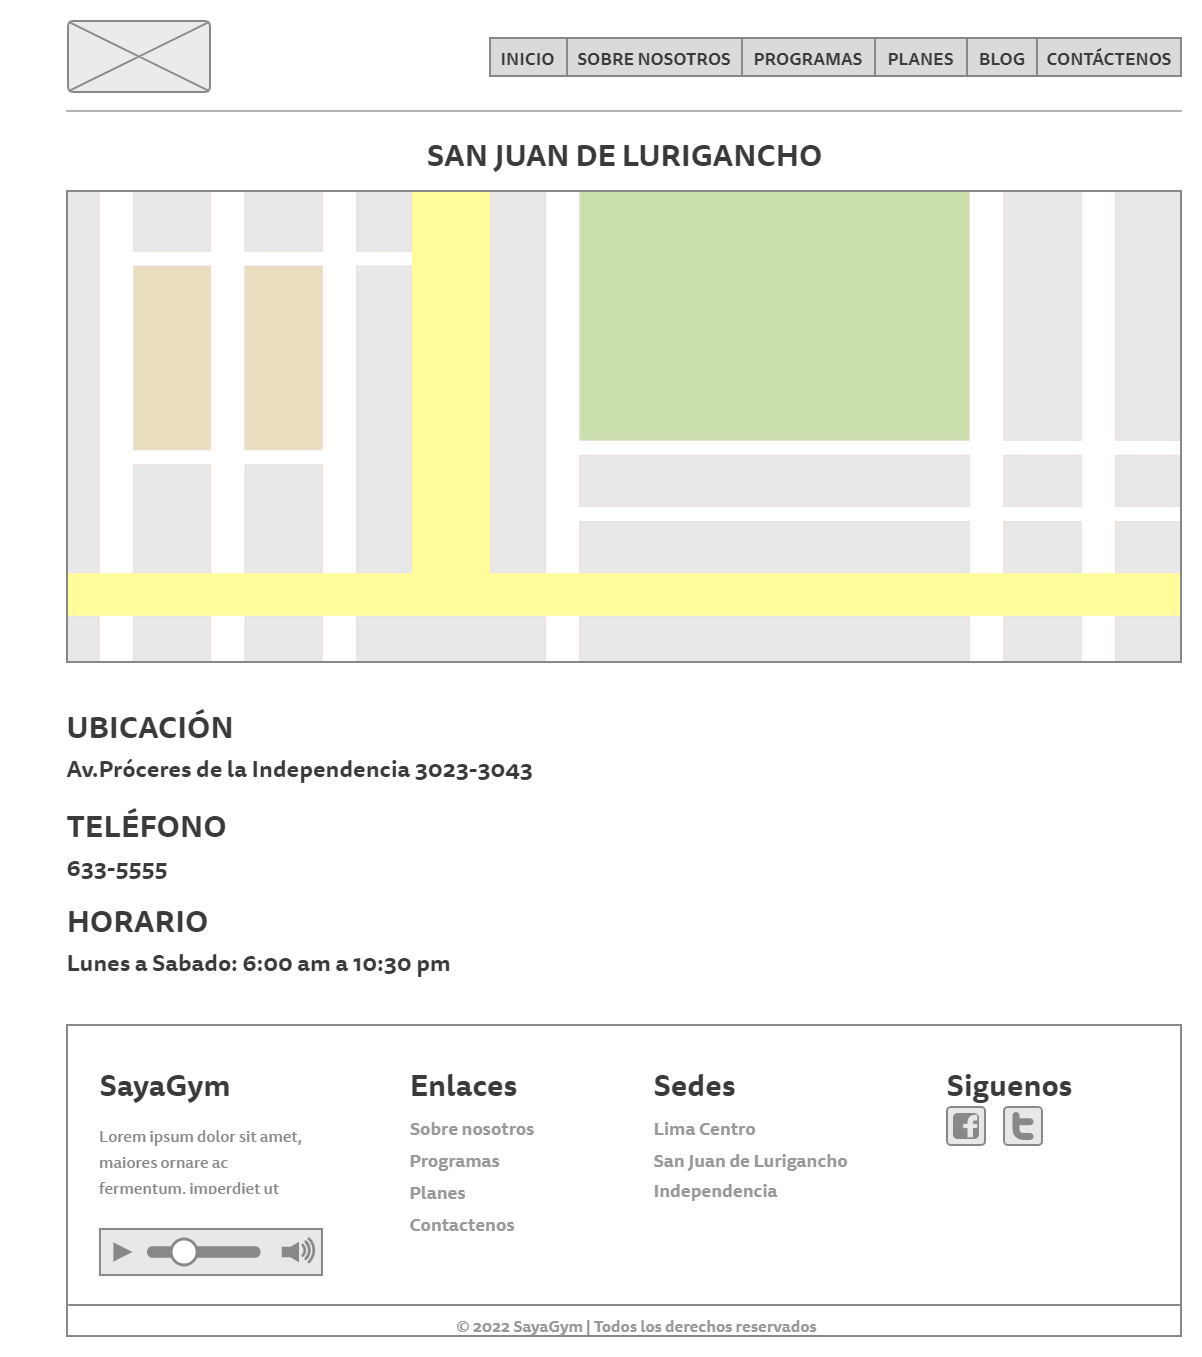 INICIO SOBRE NOSOTROS PROGRAMAS PLANES BLOG CONTÁCTENOS
SAN JUAN DE LURIGANCHO
UBICACIÓN
Av.Próceres de la Independencia 3023-3043
TELÉFONO
633-5555
HORARIO
Lunes a Sabado: 6:00 am a 10:30 pm
SayaGym
Lorem ipsum dolor sit amet,
maiores ornare ac
fermentum, imperdiet ut
Enlaces
Sobre nosotros
Programas
Planes
Contactenos
Sedes
Lima Centro
San Juan de Lurigancho
Independencia
Siguenos
© 2022 SayaGym | Todos los derechos reservados